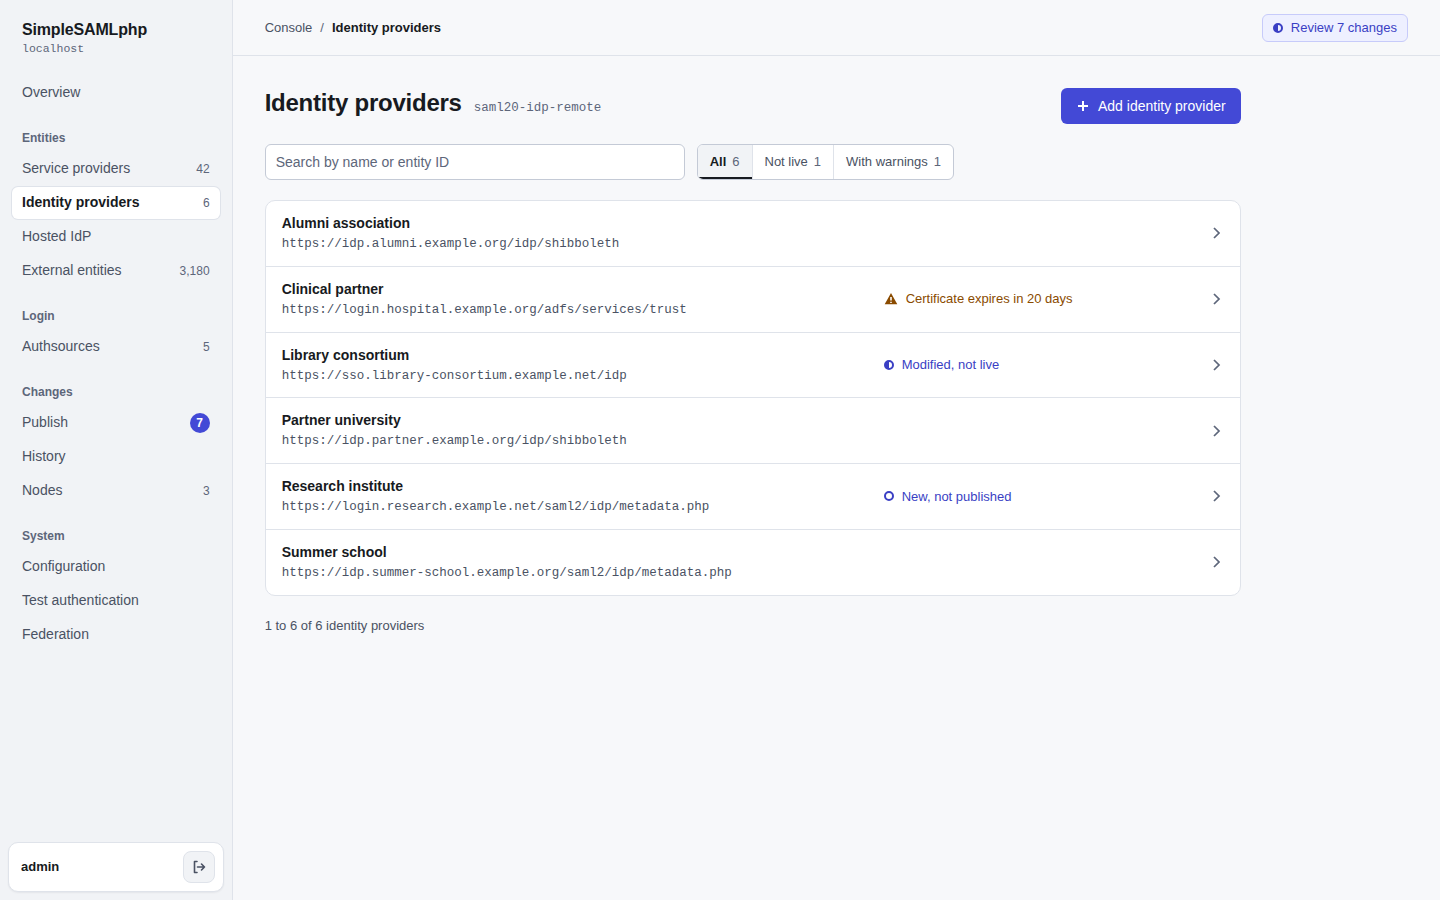 SimpleSAMLphp
localhost
Overview
Entities
Service providers 42
Identity providers 6
Hosted IdP
External entities 3,180
Login
Authsources 5
Changes
Publish 7
History
Nodes 3
System
Configuration
Test authentication
Federation
admin
Console / Identity providers
Review 7 changes
Identity providers saml20-idp-remote
Add identity provider
Search by name or entity ID
All 6 Not live 1 With warnings 1
Alumni association
https://idp.alumni.example.org/idp/shibboleth
Clinical partner
https://login.hospital.example.org/adfs/services/trust
Certificate expires in 20 days
Library consortium
https://sso.library-consortium.example.net/idp
Modified, not live
Partner university
https://idp.partner.example.org/idp/shibboleth
Research institute
https://login.research.example.net/saml2/idp/metadata.php
New, not published
Summer school
https://idp.summer-school.example.org/saml2/idp/metadata.php
1 to 6 of 6 identity providers